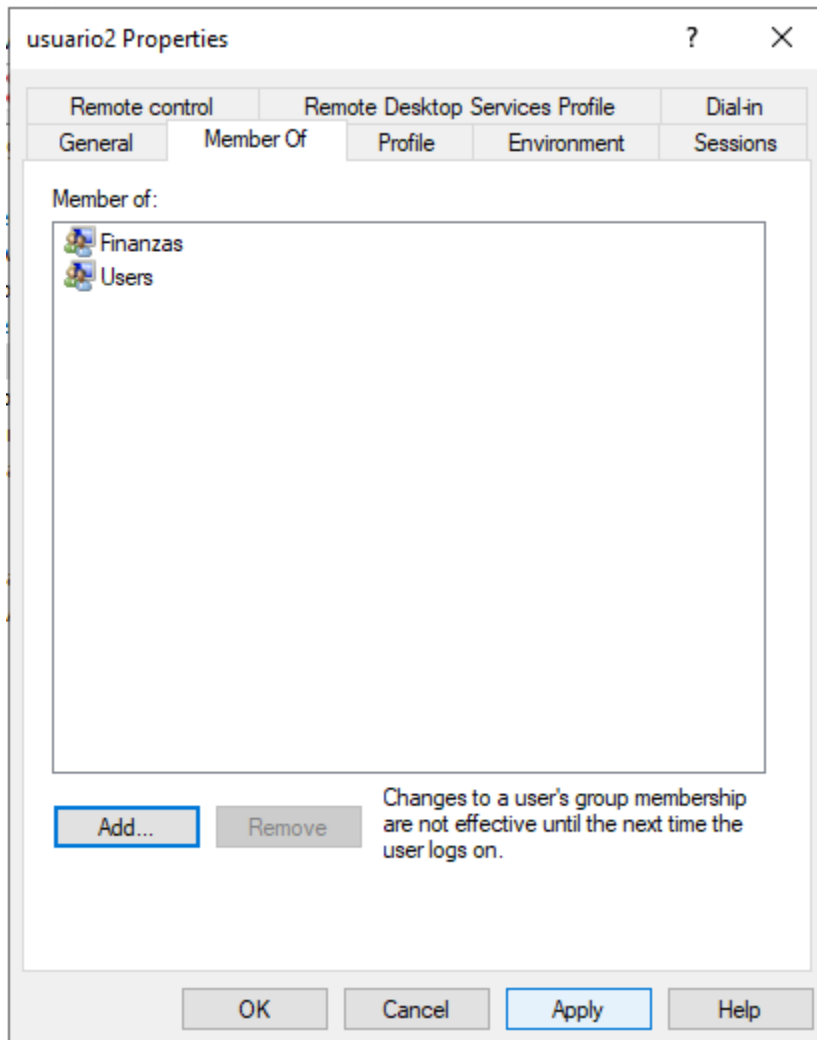 usuario2 Properties
?
Remote control
Remote Desktop Services Profile
Dial-in
General
Member Of
Profile
Environment
Sessions
Member of:
Finanzas
Users
Add...
Remove
Changes to a user's group membership
are not effective until the next time the
user logs on.
OK
Cancel
Apply
Help